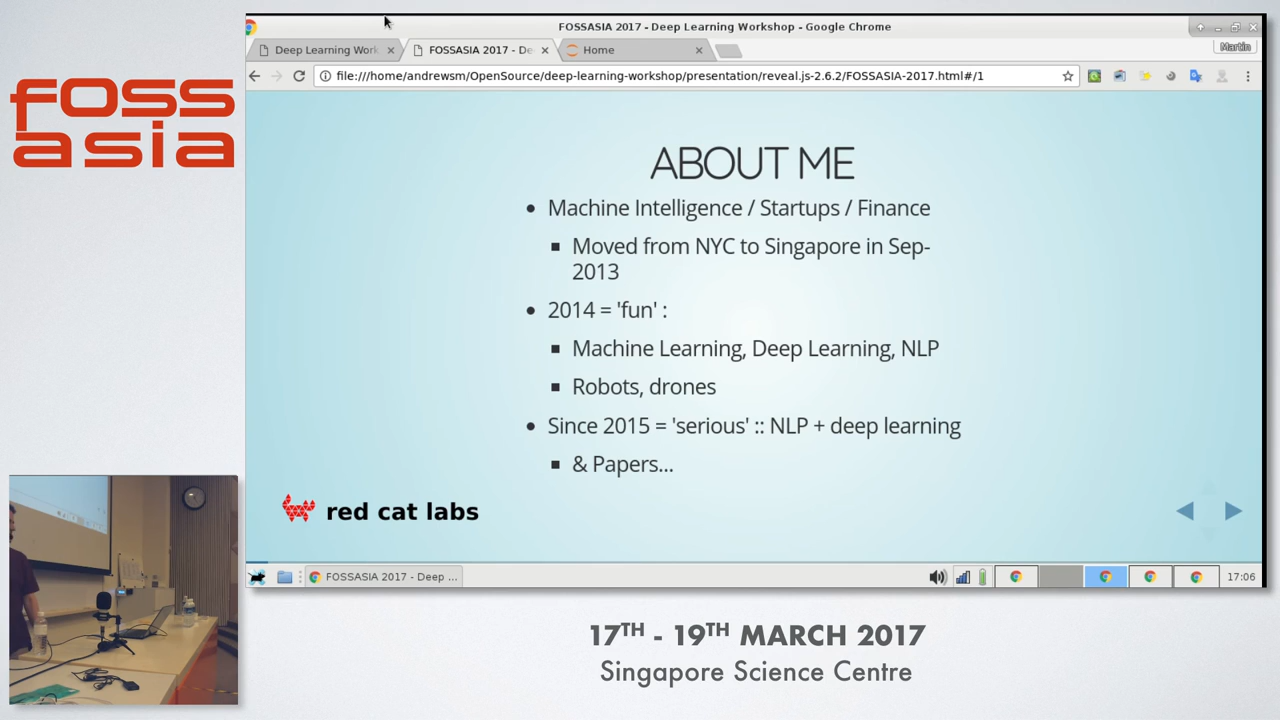 foss
asia
FOSSASIA 2017 - Deep Learning Workshop - Google Chrome
Deep Learning Work
FOSSASIA 2017 - De
Home
Martin
file:///home/andrewsm/OpenSource/deep-learning-workshop/presentation/reveal.js-2.6.2/FOSSASIA-2017.html#/1
ABOUT ME
Machine Intelligence / Startups / Finance
Moved from NYC to Singapore in Sep-
2013
2014 = 'fun' :
Machine Learning, Deep Learning, NLP
Robots, drones
Since 2015 = 'serious' :: NLP + deep learning
& Papers...
red cat labs
FOSSASIA 2017 - Deep ...
17:06
17TH - 19TH MARCH 2017
Singapore Science Centre